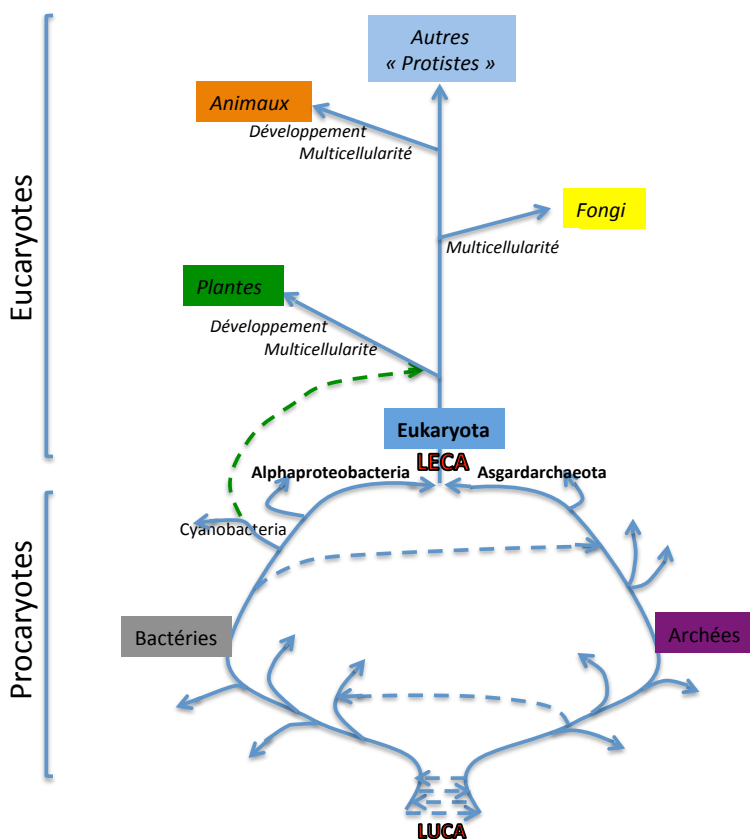 Autres
« Protistes »
Animaux
Développement
Multicellularité
Fongi
Multicellularité
Plantes
Développement
Multicellularité
Eucaryotes
Eukaryota
LECA
Alphaproteobacteria
Asgardarchaeota
Cyanobacteria
Procaryotes
Bactéries
Archées
LUCA